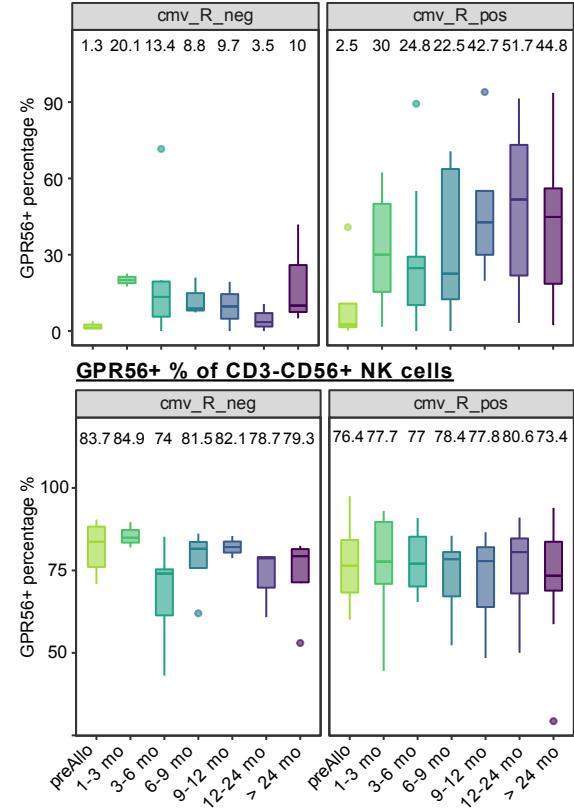 cmv_R_neg cmv_R_pos
1.3 20.1 13.4 8.8 9.7 3.5 10 2.5 30 24.8 22.5 42.7 51.7 44.8
90
60
30
0
GPR56+ percentage %
GPR56+ % of CD3-CD56+ NK cells
cmv_R_neg cmv_R_pos
83.7 84.9 74 81.5 82.1 78.7 79.3 76.4 77.7 77 78.4 77.8 80.6 73.4
100
75
50
GPR56+ percentage %
preAllo 1-3 mo 3-6 mo 6-9 mo 9-12 mo 12-24 mo > 24 mo preAllo 1-3 mo 3-6 mo 6-9 mo 9-12 mo 12-24 mo > 24 mo